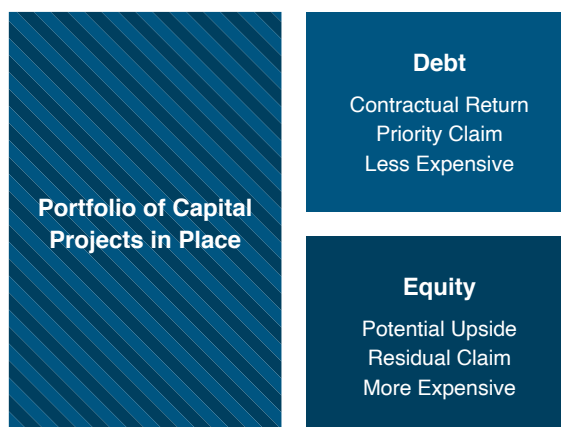 Portfolio of Capital
Projects in Place
Debt
Contractual Return
Priority Claim
Less Expensive
Equity
Potential Upside
Residual Claim
More Expensive